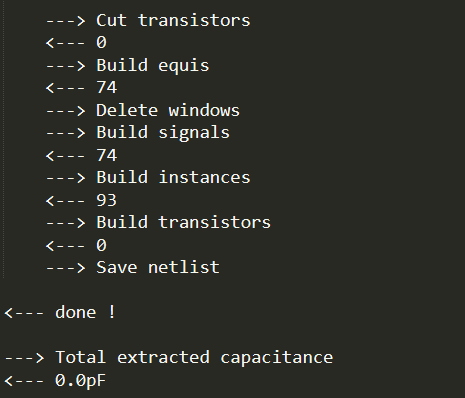 ---> Cut transistors
<--- 0
---> Build equis
<--- 74
---> Delete windows
---> Build signals
<--- 74
---> Build instances
<--- 93
---> Build transistors
<--- 0
---> Save netlist
<--- done !
---> Total extracted capacitance
<--- 0.0pF